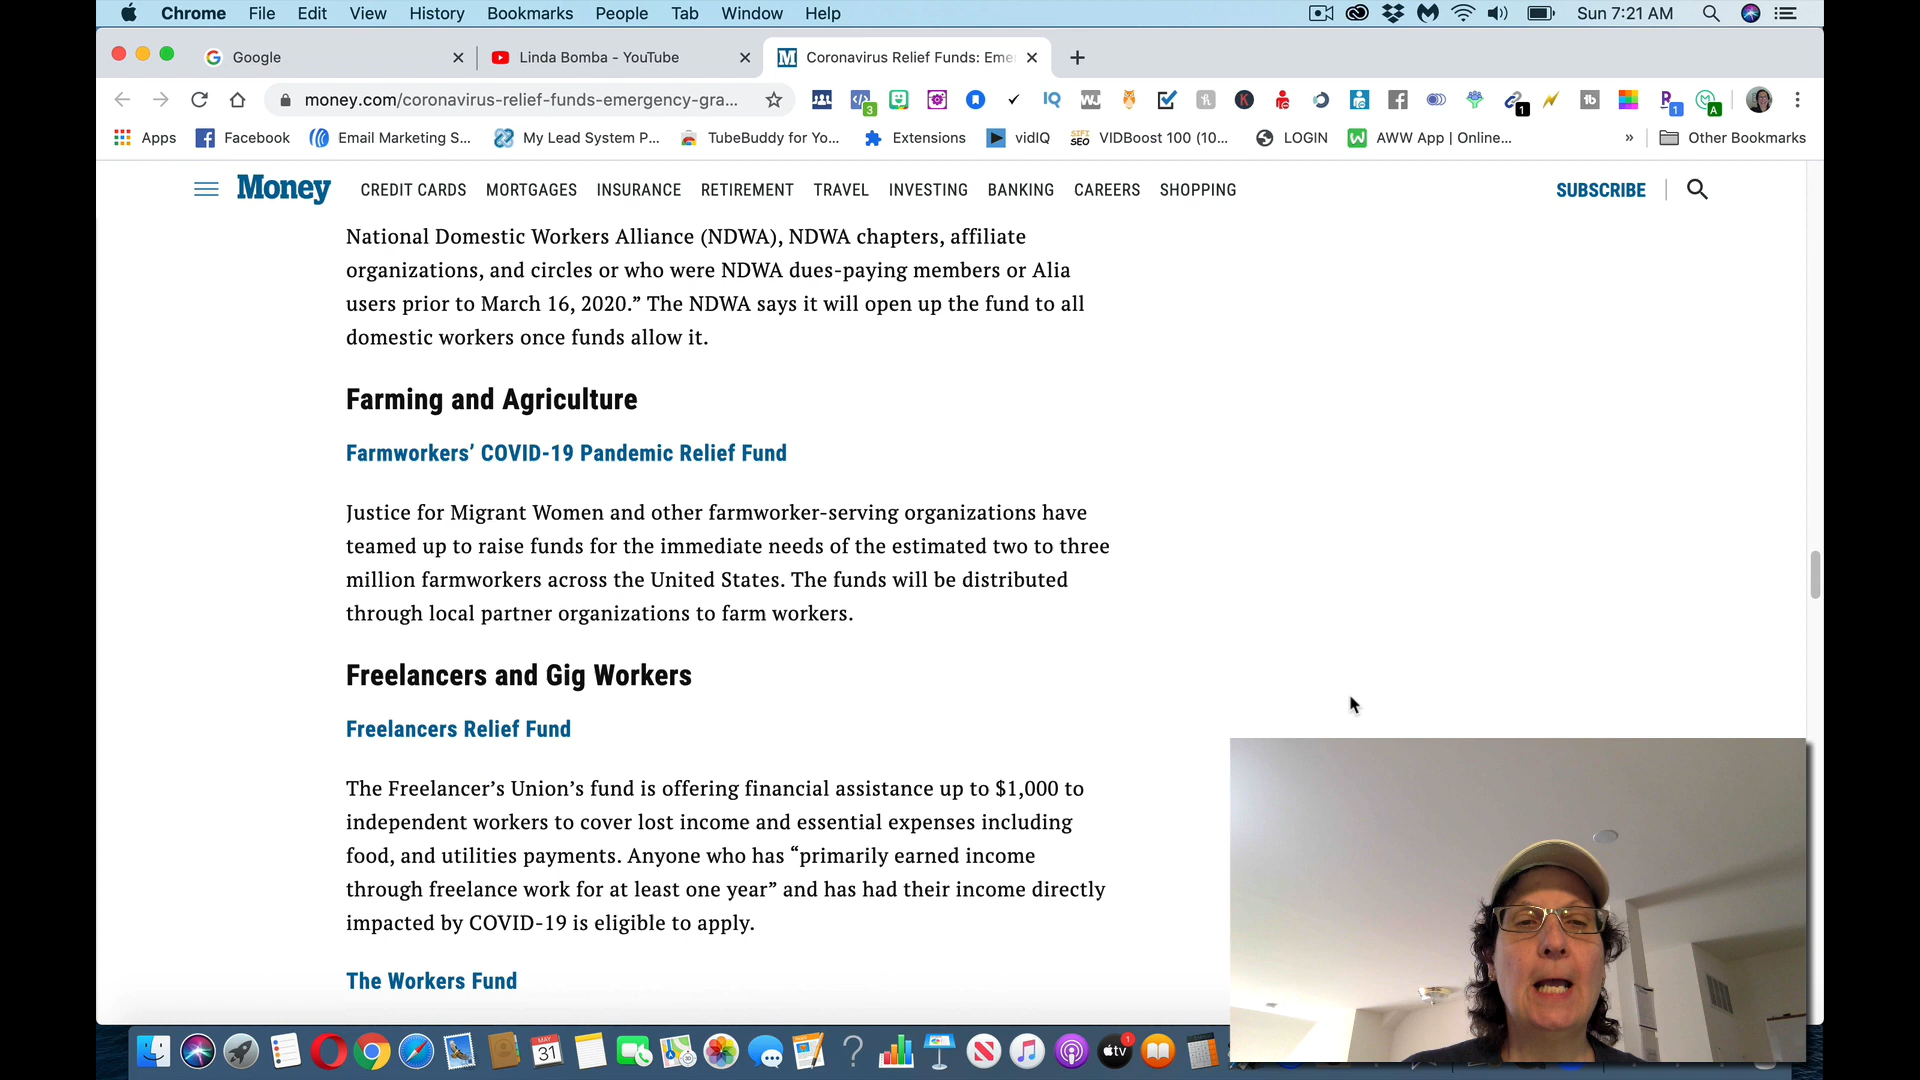 Chrome File Edit View History Bookmarks People Tab Window Help Sun 7:21 AM
Google Linda Bomba - YouTube Coronavirus Relief Funds: Eme
money.com/coronavirus-relief-funds-emergency-gra...
Apps Facebook Email Marketing S... My Lead System P... TubeBuddy for Yo... Extensions vidIQ VIDBoost 100 (10... LOGIN AWW App | Online... » Other Bookmarks
Money CREDIT CARDS MORTGAGES INSURANCE RETIREMENT TRAVEL INVESTING BANKING CAREERS SHOPPING SUBSCRIBE
National Domestic Workers Alliance (NDWA), NDWA chapters, affiliate
organizations, and circles or who were NDWA dues-paying members or Alia
users prior to March 16, 2020.” The NDWA says it will open up the fund to all
domestic workers once funds allow it.
Farming and Agriculture
Farmworkers’ COVID-19 Pandemic Relief Fund
Justice for Migrant Women and other farmworker-serving organizations have
teamed up to raise funds for the immediate needs of the estimated two to three
million farmworkers across the United States. The funds will be distributed
through local partner organizations to farm workers.
Freelancers and Gig Workers
Freelancers Relief Fund
The Freelancer’s Union’s fund is offering financial assistance up to $1,000 to
independent workers to cover lost income and essential expenses including
food, and utilities payments. Anyone who has “primarily earned income
through freelance work for at least one year” and has had their income directly
impacted by COVID-19 is eligible to apply.
The Workers Fund
MAY 31 tv 1